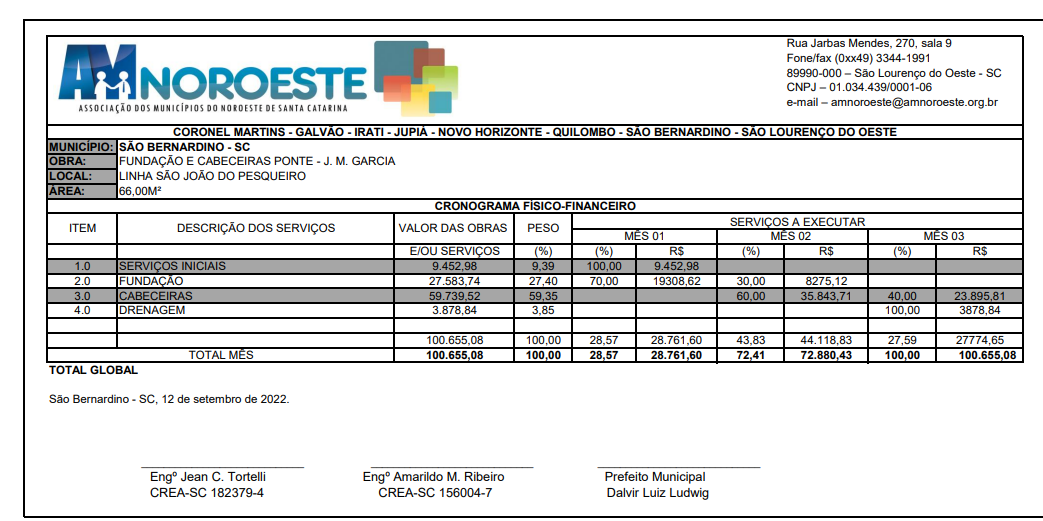 AMNOROESTE
ASSOCIAÇÃO DOS MUNICÍPIOS DO NOROESTE DE SANTA CATARINA
Rua Jarbas Mendes, 270, sala 9
Fone/fax (0xx49) 3344-1991
89990-000 – São Lourenço do Oeste - SC
CNPJ – 01.034.439/0001-06
e-mail – amnoroeste@amnoroeste.org.br
CORONEL MARTINS - GALVÃO - IRATI - JUPIÁ - NOVO HORIZONTE - QUILOMBO - SÃO BERNARDINO - SÃO LOURENÇO DO OESTE
MUNICÍPIO: SÃO BERNARDINO - SC
OBRA: FUNDAÇÃO E CABECEIRAS PONTE - J. M. GARCIA
LOCAL: LINHA SÃO JOÃO DO PESQUEIRO
ÁREA: 66,00M²
CRONOGRAMA FÍSICO-FINANCEIRO
ITEM DESCRIÇÃO DOS SERVIÇOS VALOR DAS OBRAS PESO SERVIÇOS A EXECUTAR
MÊS 01 MÊS 02 MÊS 03
E/OU SERVIÇOS (%) (%) R$ (%) R$ (%) R$
1.0 SERVIÇOS INICIAIS 9.452,98 9,39 100,00 9.452,98
2.0 FUNDAÇÃO 27.583,74 27,40 70,00 19308,62 30,00 8275,12
3.0 CABECEIRAS 59.739,52 59,35 60,00 35.843,71 40,00 23.895,81
4.0 DRENAGEM 3.878,84 3,85 100,00 3878,84
100.655,08 100,00 28,57 28.761,60 43,83 44.118,83 27,59 27774,65
TOTAL MÊS 100.655,08 100,00 28,57 28.761,60 72,41 72.880,43 100,00 100.655,08
TOTAL GLOBAL
São Bernardino - SC, 12 de setembro de 2022.
Engº Jean C. Tortelli Engº Amarildo M. Ribeiro Prefeito Municipal
CREA-SC 182379-4 CREA-SC 156004-7 Dalvir Luiz Ludwig